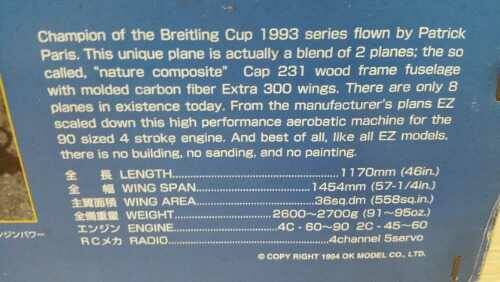 Champion of the Breitling Cup 1993 series flown by Patrick
Paris. This unique plane is actually a blend of 2 planes; the so
called, "nature composite" Cap 231 wood frame fuselage
with molded carbon fiber Extra 300 wings. There are only 8
planes in existence today. From the manufacturer's plans EZ
scaled down this high performance aerobatic machine for the
90 sized 4 stroke engine. And best of all, like all EZ models,
there is no building, no sanding, and no painting.
全 長 LENGTH..........1170mm (46in.)
全 幅 WING SPAN..........1454mm (57-1/4in.)
主翼面積 WING AREA..........36sq.dm (558sq.in.)
全備重量 WEIGHT..........2600~2700g (91~95oz.)
エンジン ENGINE..........4C - 60~90 2C - 45~60
RCメカ RADIO..........4channel 5servo
ンジンパワー
© COPY RIGHT 1994 OK MODEL CO., LTD.